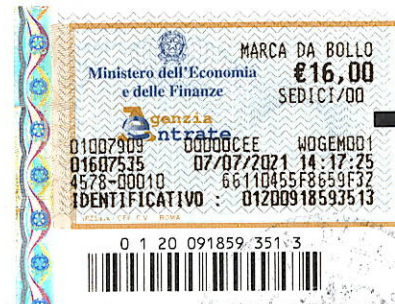 MARCA DA BOLLO
Ministero dell'Economia
e delle Finanze
€16,00
SEDICI/00
Agenzia
Entrate
01007909 00000CEE W0GEM001
01607535 07/07/2021 14:17:25
4578-00010 66110455F8659F32
IDENTIFICATIVO : 01200918593513
0 1 20 091859 351 3